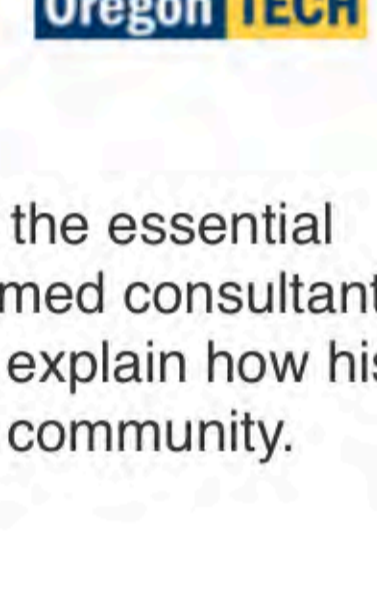 Oregon TECH
the essential
med consultant
explain how his
community.